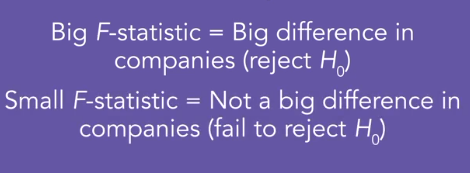 Big F-statistic = Big difference in
companies (reject H₀)
Small F-statistic = Not a big difference in
companies (fail to reject H₀)